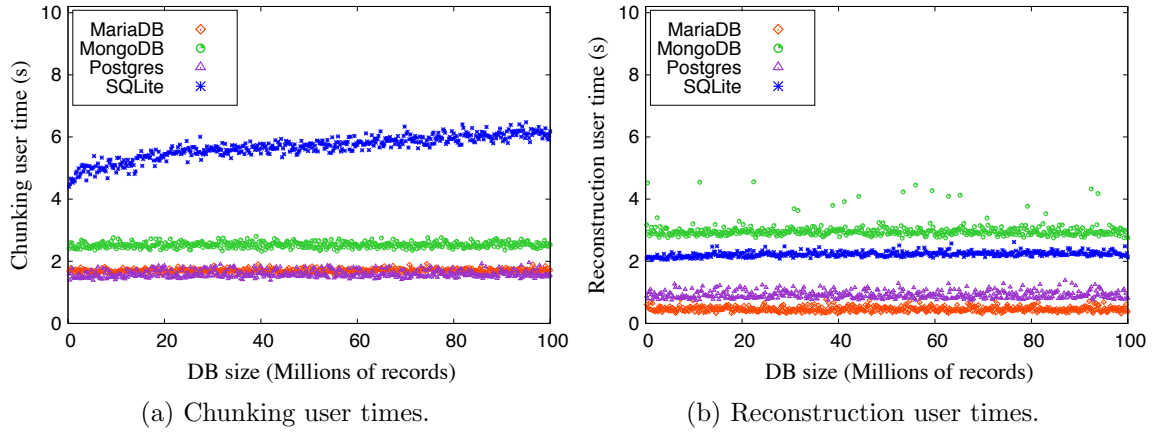 Chunking user time (s)
10
8
6
4
2
0
MariaDB
MongoDB
Postgres
SQLite
0 20 40 60 80 100
DB size (Millions of records)
(a) Chunking user times.
Reconstruction user time (s)
10
8
6
4
2
0
MariaDB
MongoDB
Postgres
SQLite
0 20 40 60 80 100
DB size (Millions of records)
(b) Reconstruction user times.